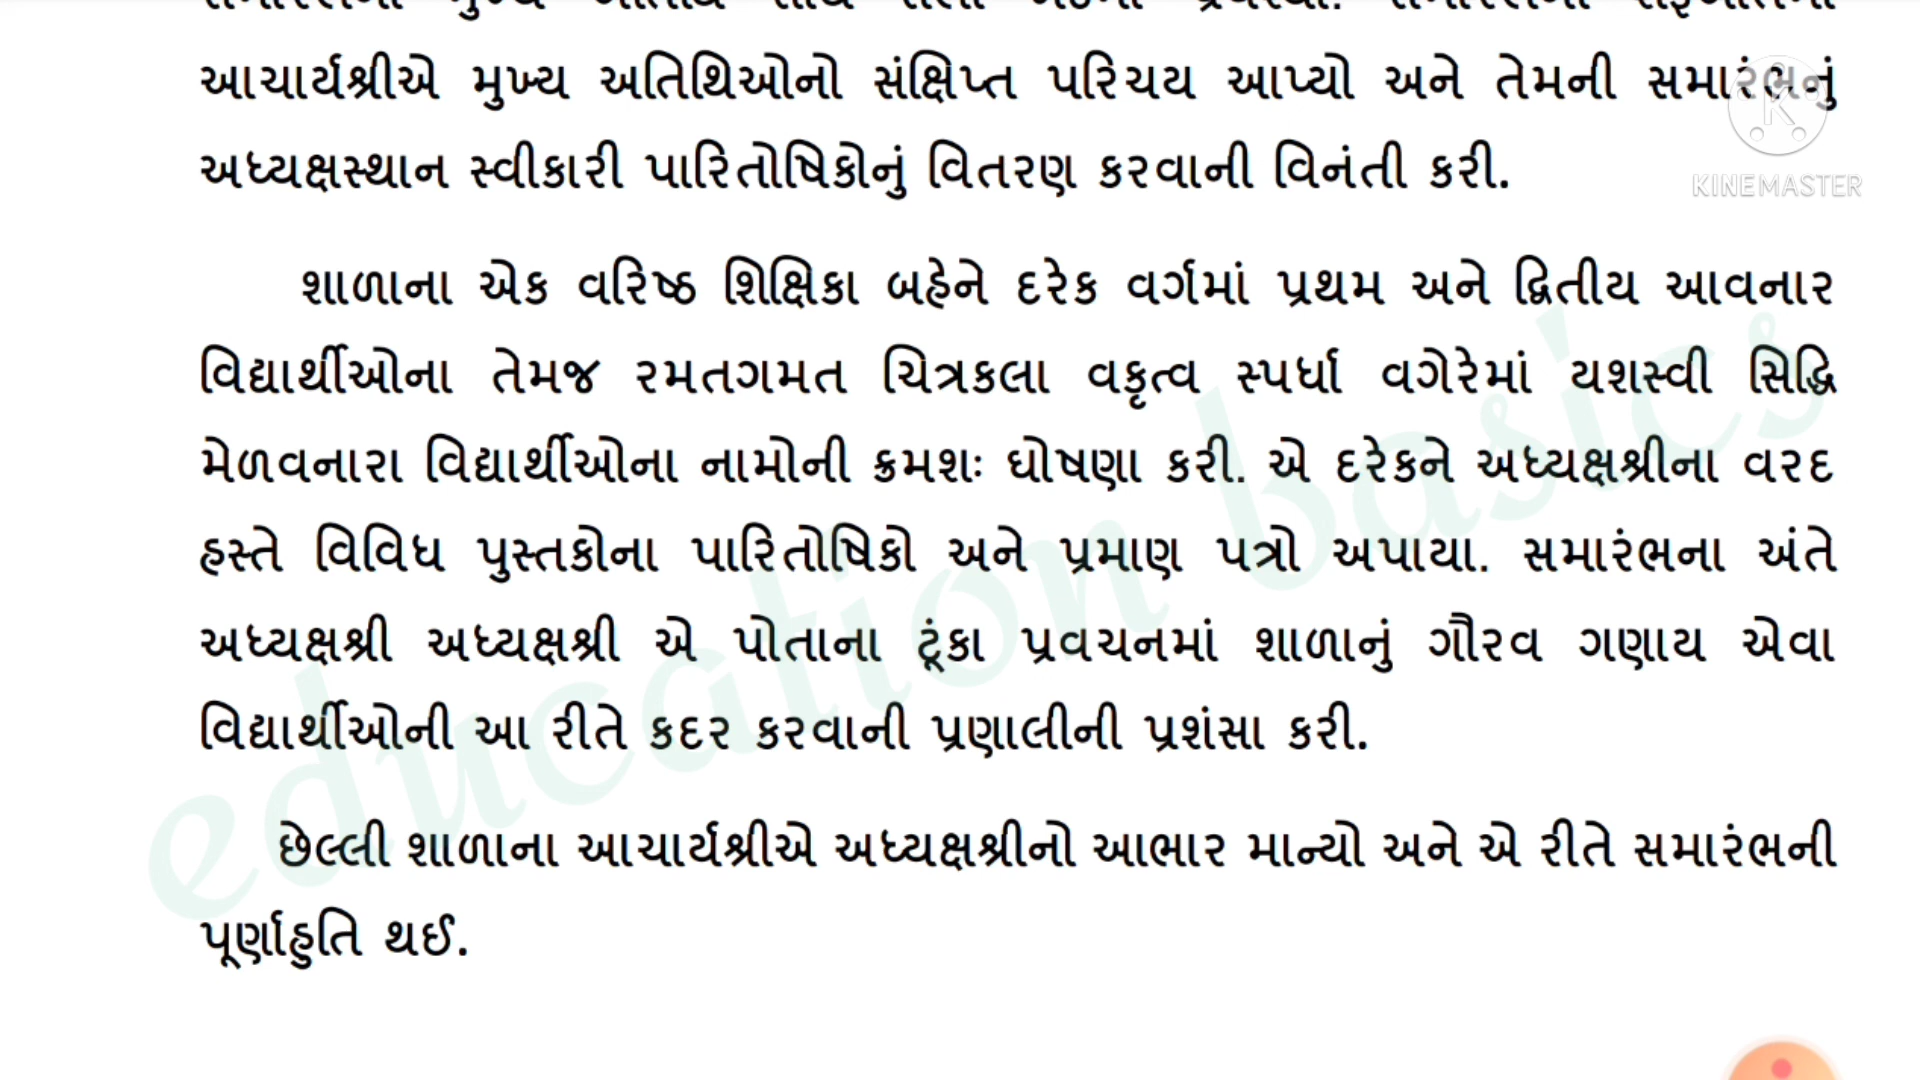 આચાર્યશ્રીએ મુખ્ય અતિથિઓનો સંક્ષિપ્ત પરિચય આપ્યો અને તેમની સમારંભનું
અધ્યક્ષસ્થાન સ્વીકારી પારિતોષિકોનું વિતરણ કરવાની વિનંતી કરી.
KINEMASTER
શાળાના એક વરિષ્ઠ શિક્ષિકા બહેને દરેક વર્ગમાં પ્રથમ અને દ્વિતીય આવનાર
વિદ્યાર્થીઓના તેમજ રમતગમત ચિત્રકલા વકૃત્વ સ્પર્ધા વગેરેમાં યશસ્વી સિદ્ધિ
મેળવનારા વિદ્યાર્થીઓના નામોની ક્રમશઃ ઘોષણા કરી. એ દરેકને અધ્યક્ષશ્રીના વરદ
હસ્તે વિવિધ પુસ્તકોના પારિતોષિકો અને પ્રમાણ પત્રો અપાયા. સમારંભના અંતે
અધ્યક્ષશ્રી અધ્યક્ષશ્રી એ પોતાના ટૂંકા પ્રવચનમાં શાળાનું ગૌરવ ગણાય એવા
વિદ્યાર્થીઓની આ રીતે કદર કરવાની પ્રણાલીની પ્રશંસા કરી.
છેલ્લી શાળાના આચાર્યશ્રીએ અધ્યક્ષશ્રીનો આભાર માન્યો અને એ રીતે સમારંભની
પૂર્ણાહુતિ થઈ.
education basics